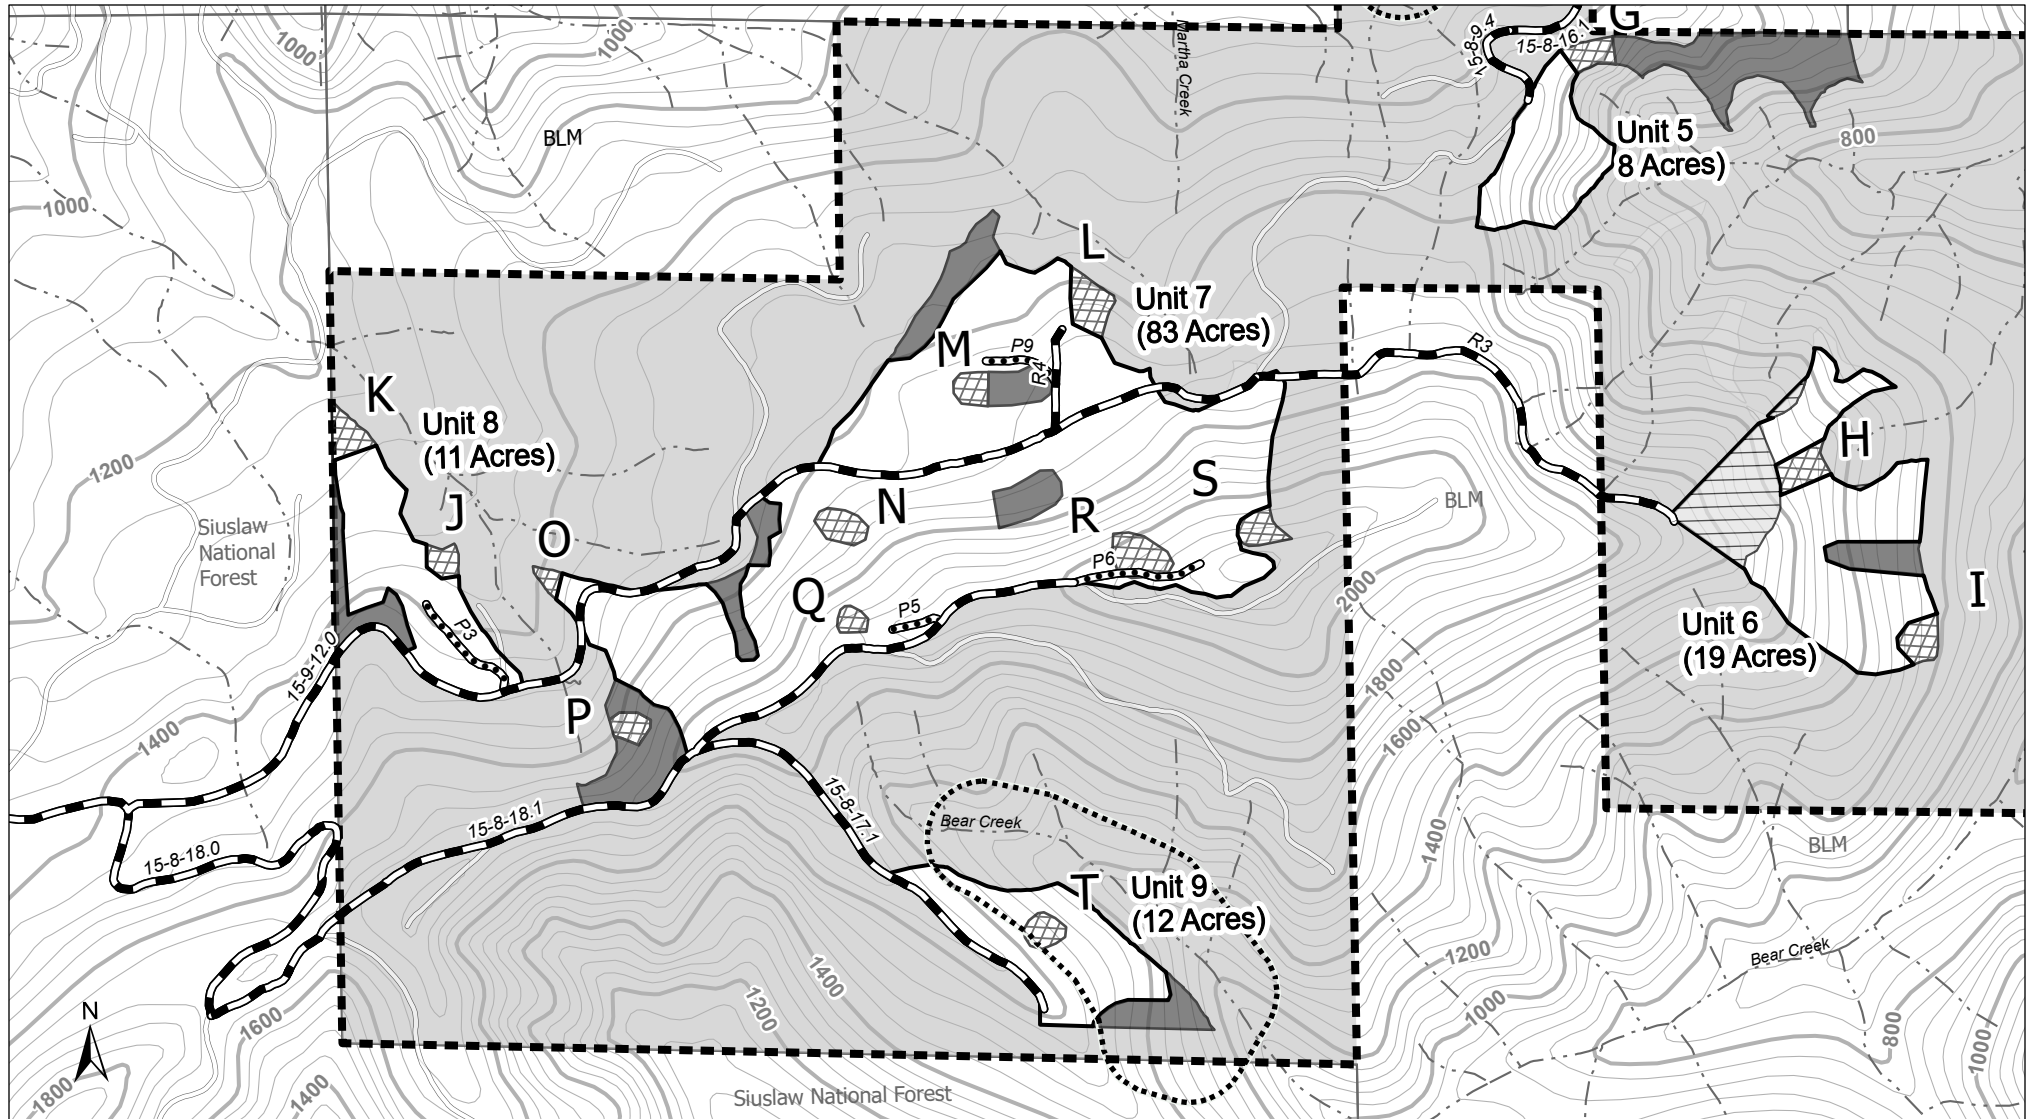 1000
1000
Martha Creek
15-8-9.4
15-8-16.1
G
BLM
Unit 5
8 Acres)
800
1000
L
Unit 7
(83 Acres)
M
P9
R4
R3
K
Unit 8
(11 Acres)
H
1200
S
N
R
J
O
BLM
Siuslaw
National
Forest
P6
2000
I
Q
P5
P3
Unit 6
(19 Acres)
15-9-12.0
1800
P
1400
1600
15-8-17.1
15-8-18.1
Bear Creek
1400
BLM
15-8-18.0
T
Unit 9
(12 Acres)
1200
Bear Creek
1400
1200
1000
N
1600
800
1000
1800
1400
Siuslaw National Forest